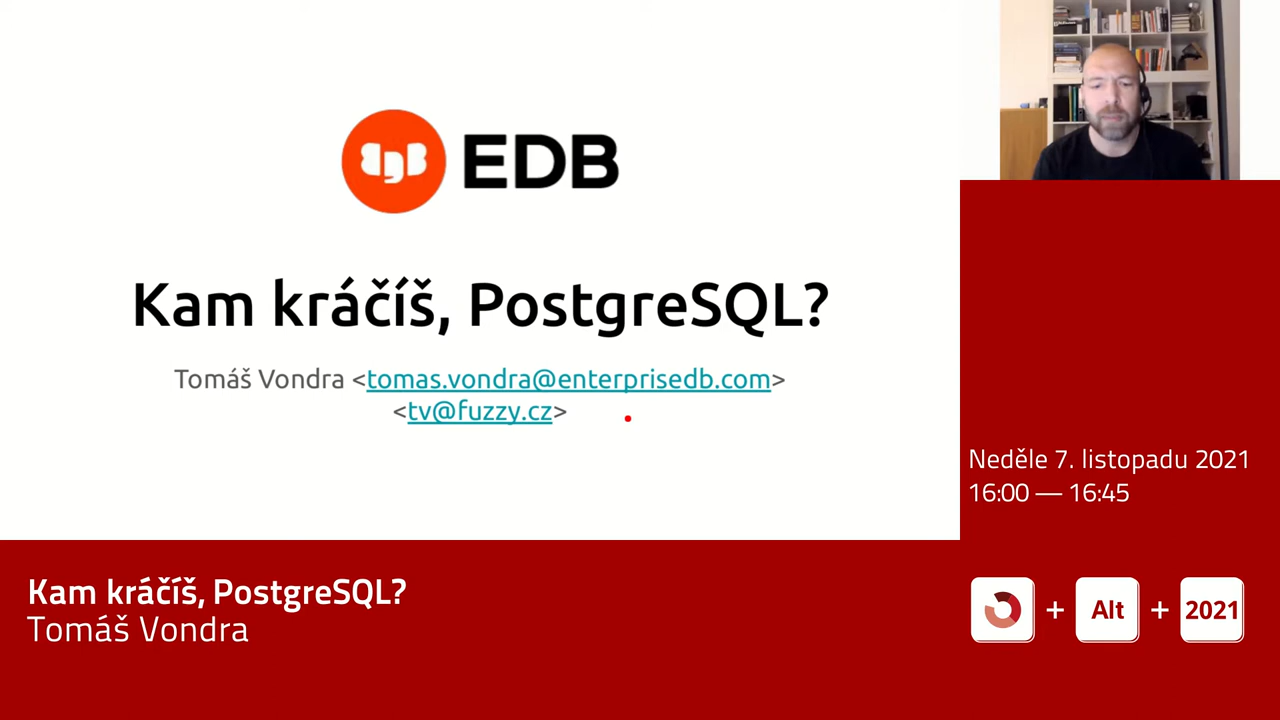 EDB
Kam kráčíš, PostgreSQL?
Tomáš Vondra <tomas.vondra@enterprisedb.com>
<tv@fuzzy.cz>
Neděle 7. listopadu 2021
16:00 — 16:45
Kam kráčíš, PostgreSQL?
Tomáš Vondra
+ Alt + 2021